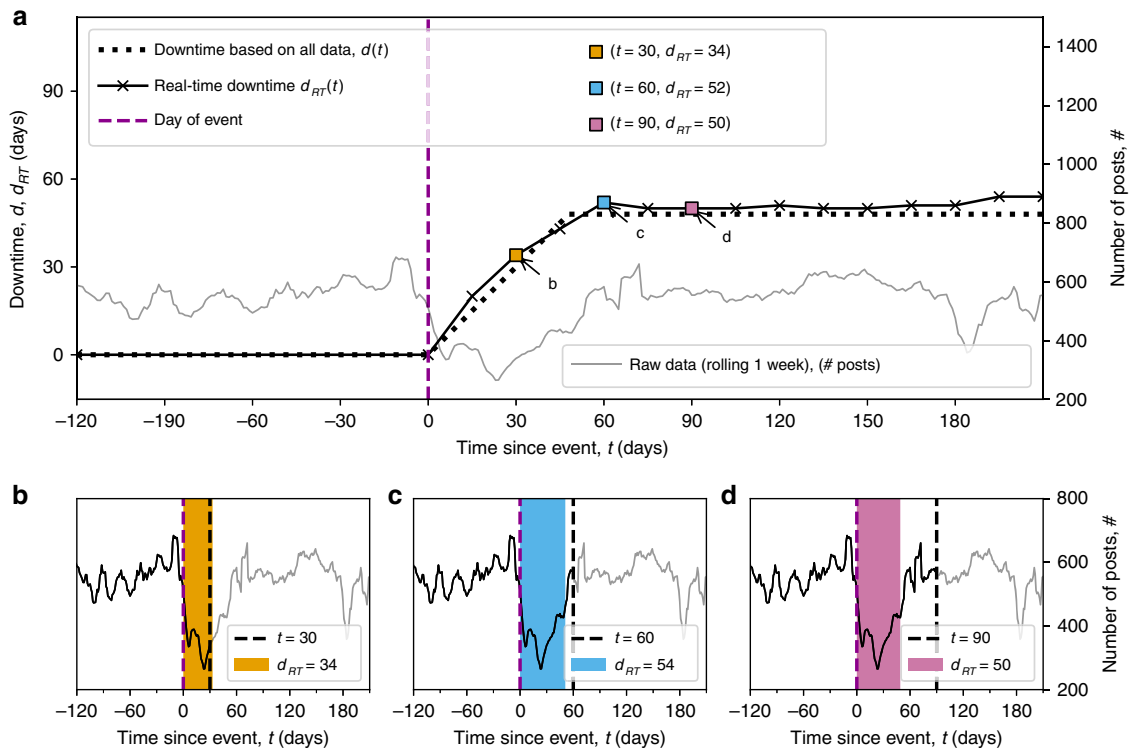 a
Downtime based on all data, d(t)
Real-time downtime d_RT(t)
Day of event
(t = 30, d_RT = 34)
(t = 60, d_RT = 52)
(t = 90, d_RT = 50)
Downtime, d, d_RT (days)
90
60
30
0
Number of posts, #
1400
1200
1000
800
600
400
200
b
c
d
Raw data (rolling 1 week), (# posts)
−120 −90 −60 −30 0 30 60 90 120 150 180
Time since event, t (days)
b
t = 30
d_RT = 34
−120 −60 0 60 120 180
Time since event, t (days)
c
t = 60
d_RT = 54
−120 −60 0 60 120 180
Time since event, t (days)
d
t = 90
d_RT = 50
−120 −60 0 60 120 180
Time since event, t (days)
800
600
400
200
Number of posts, #